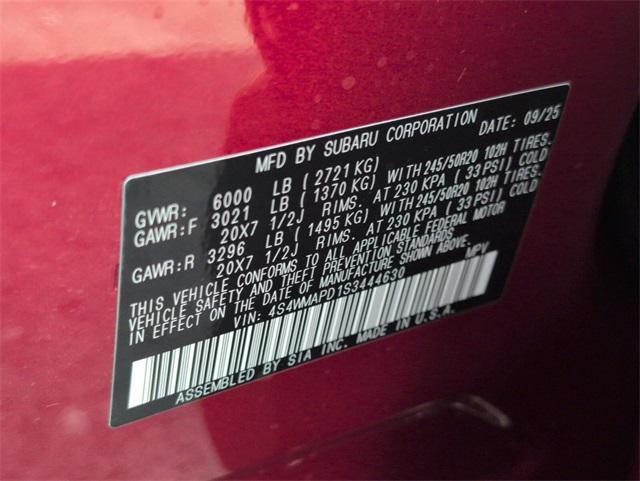 MFD BY SUBARU CORPORATION DATE: 09/25
GVWR: 6000 LB ( 2721 KG)
GAWR:F 3021 LB ( 1370 KG) WITH 245/50R20 102H TIRES.
20X7 1/2J RIMS. AT 230 KPA ( 33 PSI) COLD
GAWR:R 3296 LB ( 1495 KG) WITH 245/50R20 102H TIRES.
20X7 1/2J RIMS. AT 230 KPA ( 33 PSI) COLD
THIS VEHICLE CONFORMS TO ALL APPLICABLE FEDERAL MOTOR
VEHICLE SAFETY AND THEFT PREVENTION STANDARDS
IN EFFECT ON THE DATE OF MANUFACTURE SHOWN ABOVE.
VIN: 4S4WMAPD1S3444630 MPV
ASSEMBLED BY SIA INC. MADE IN U.S.A.